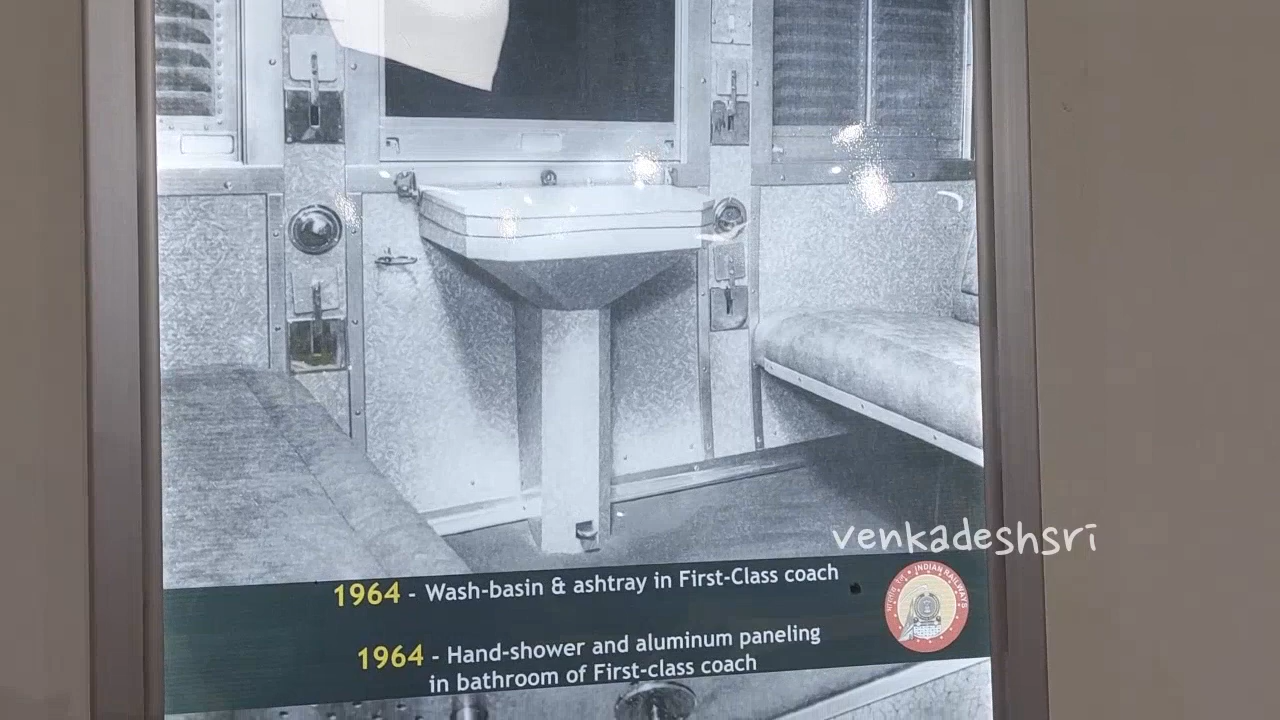 venkadeshsri
1964 - Wash-basin & ashtray in First-Class coach
भारतीय रेल • INDIAN RAILWAYS
1964 - Hand-shower and aluminum paneling
in bathroom of First-class coach